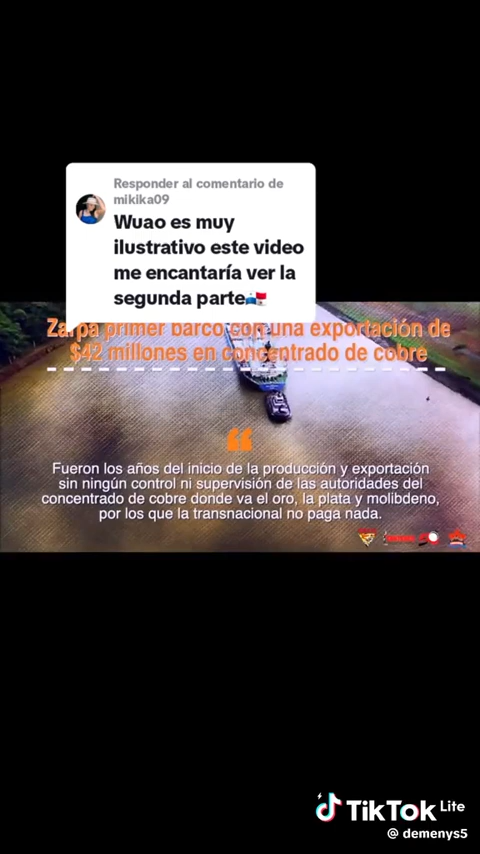 Responder al comentario de
mikika09
Wuao es muy
ilustrativo este video
me encantaría ver la
segunda parte🇵🇦
Zarpa primer barco con una exportación de
$42 millones en concentrado de cobre
Fueron los años del inicio de la producción y exportación
sin ningún control ni supervisión de las autoridades del
concentrado de cobre donde va el oro, la plata y molibdeno,
por los que la transnacional no paga nada.
TikTok Lite
@ demenys5